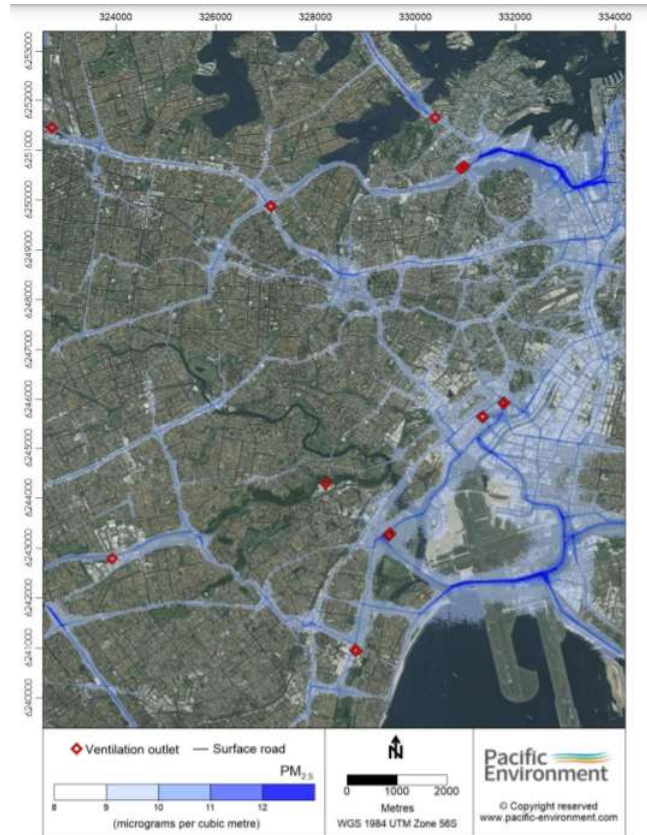 324000 326000 328000 330000 332000 334000
6253000
6252000
6251000
6250000
6249000
6248000
6247000
6246000
6245000
6244000
6243000
6242000
6241000
6240000
Ventilation outlet
Surface road
PM2.5
8 9 10 11 12
(micrograms per cubic metre)
N
0 1000 2000
Metres
WGS 1984 UTM Zone 56S
Pacific
Environment
© Copyright reserved
www.pacific-environment.com